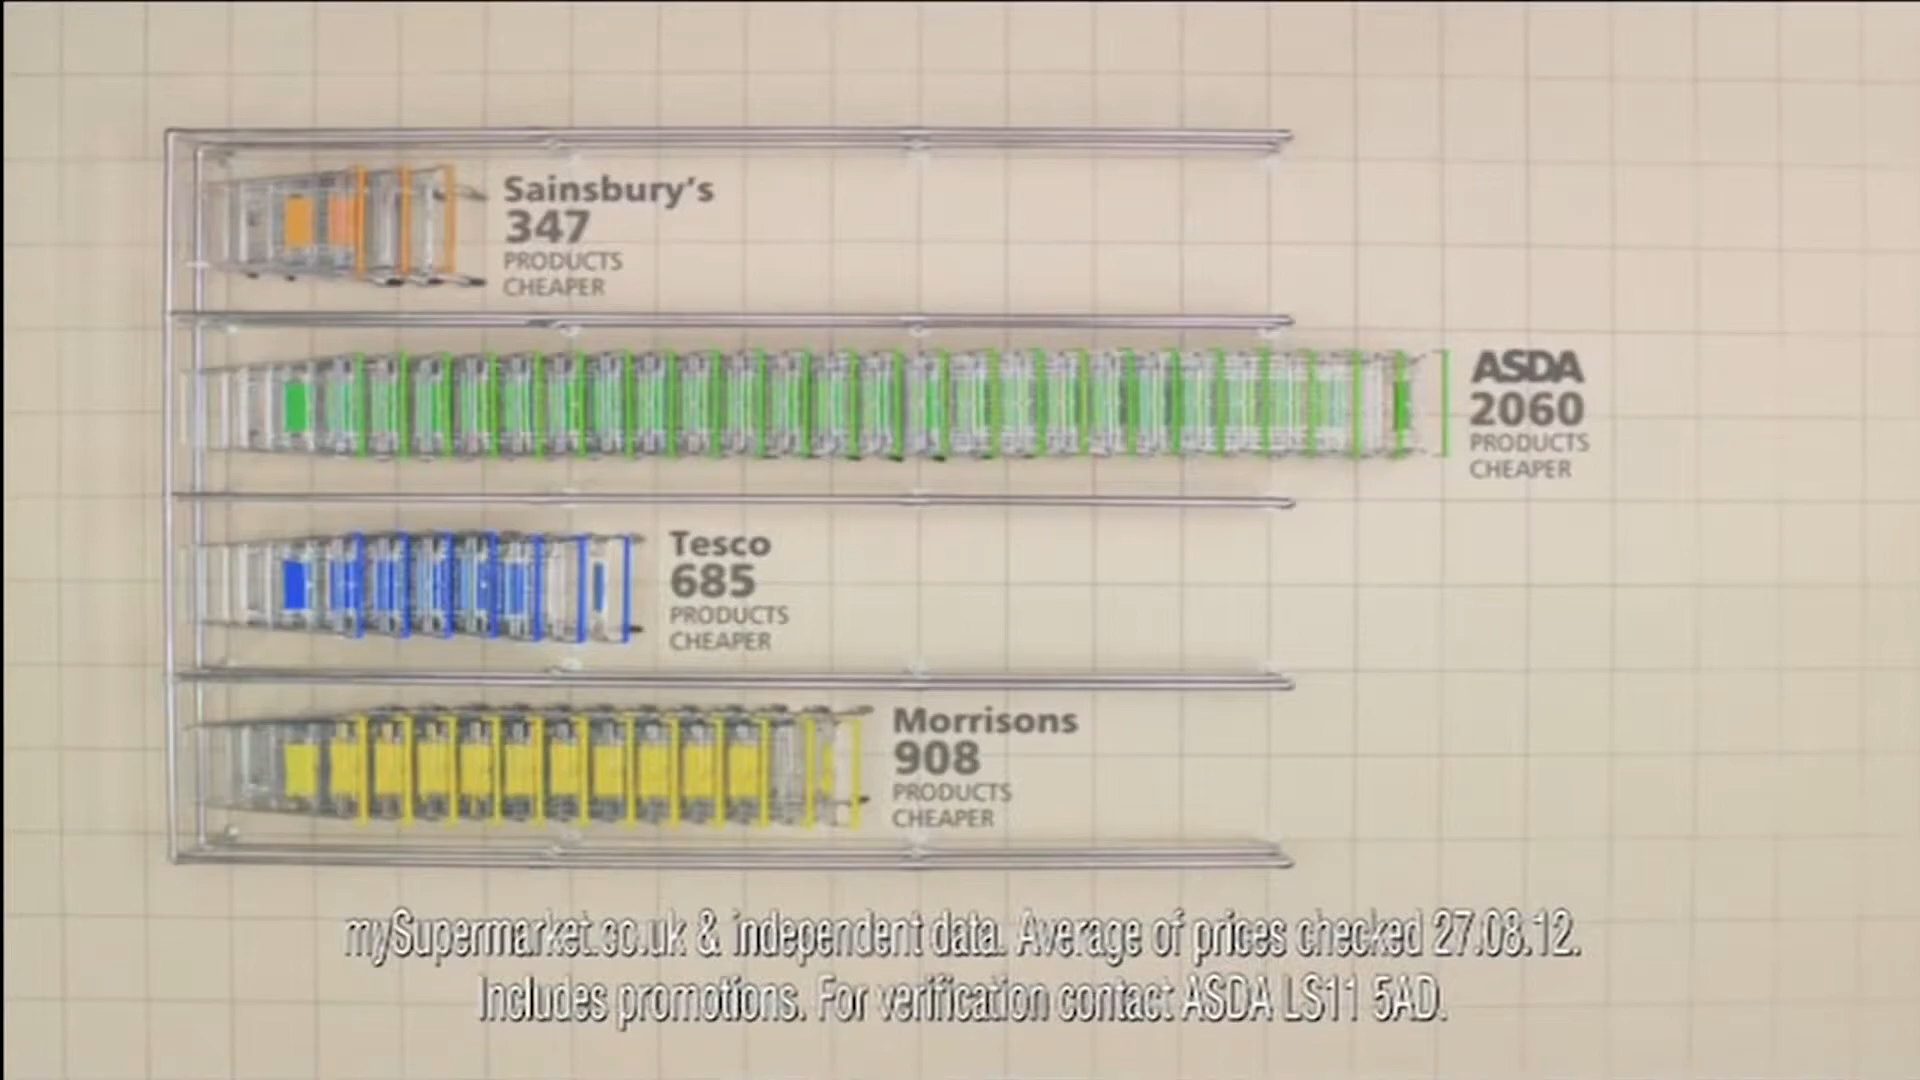 Sainsbury's
347
PRODUCTS
CHEAPER
ASDA
2060
PRODUCTS
CHEAPER
Tesco
685
PRODUCTS
CHEAPER
Morrisons
908
PRODUCTS
CHEAPER
mySupermarket.co.uk & independent data. Average of prices checked 27.08.12.
Includes promotions. For verification contact ASDA LS11 5AD.